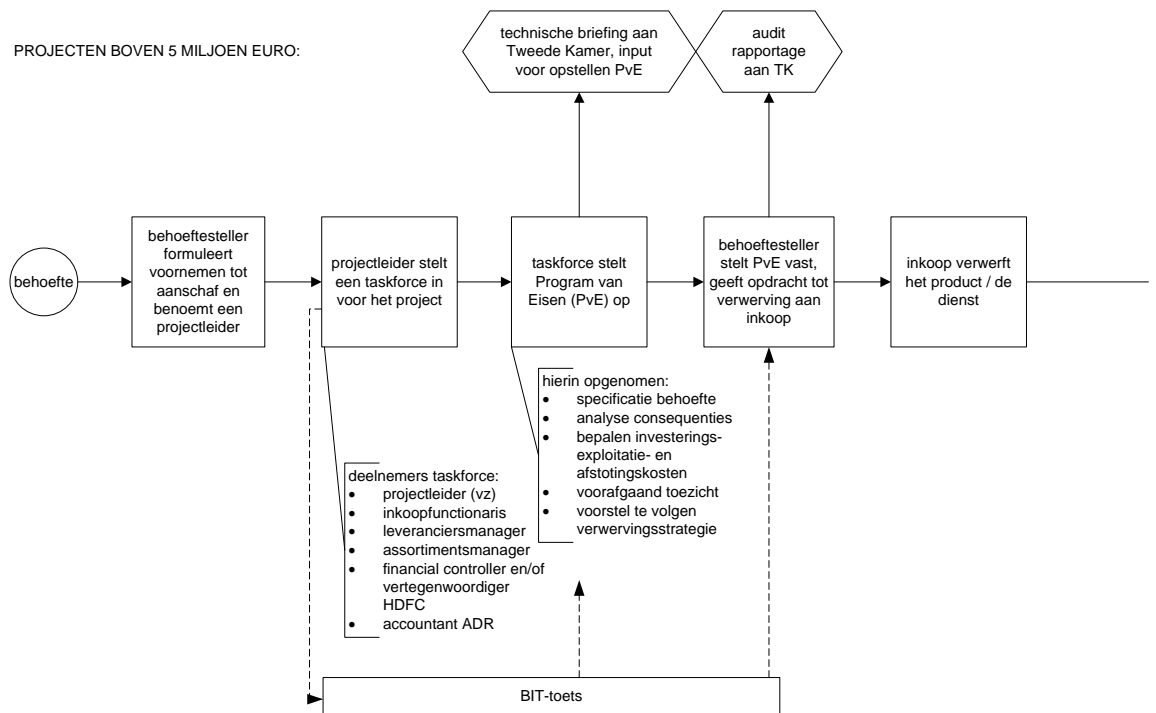 PROJECTEN BOVEN 5 MILJOEN EURO:
technische briefing aan
Tweede Kamer, input
voor opstellen PvE
audit
rapportage
aan TK
behoefte
behoeftesteller
formuleert
voornemen tot
aanschaf en
benoemt een
projectleider
projectleider stelt
een taskforce in
voor het project
taskforce stelt
Program van
Eisen (PvE) op
behoeftesteller
stelt PvE vast,
geeft opdracht tot
verwerving aan
inkoop
inkoop verwerft
het product / de
dienst
hierin opgenomen:
• specificatie behoefte
• analyse consequenties
• bepalen investerings-
exploitatie- en
afstotingskosten
• voorafgaand toezicht
• voorstel te volgen
verwervingsstrategie
deelnemers taskforce:
• projectleider (vz)
• inkoopfunctionaris
• leveranciersmanager
• assortimentsmanager
• financial controller en/of
vertegenwoordiger
HDFC
• accountant ADR
BIT-toets